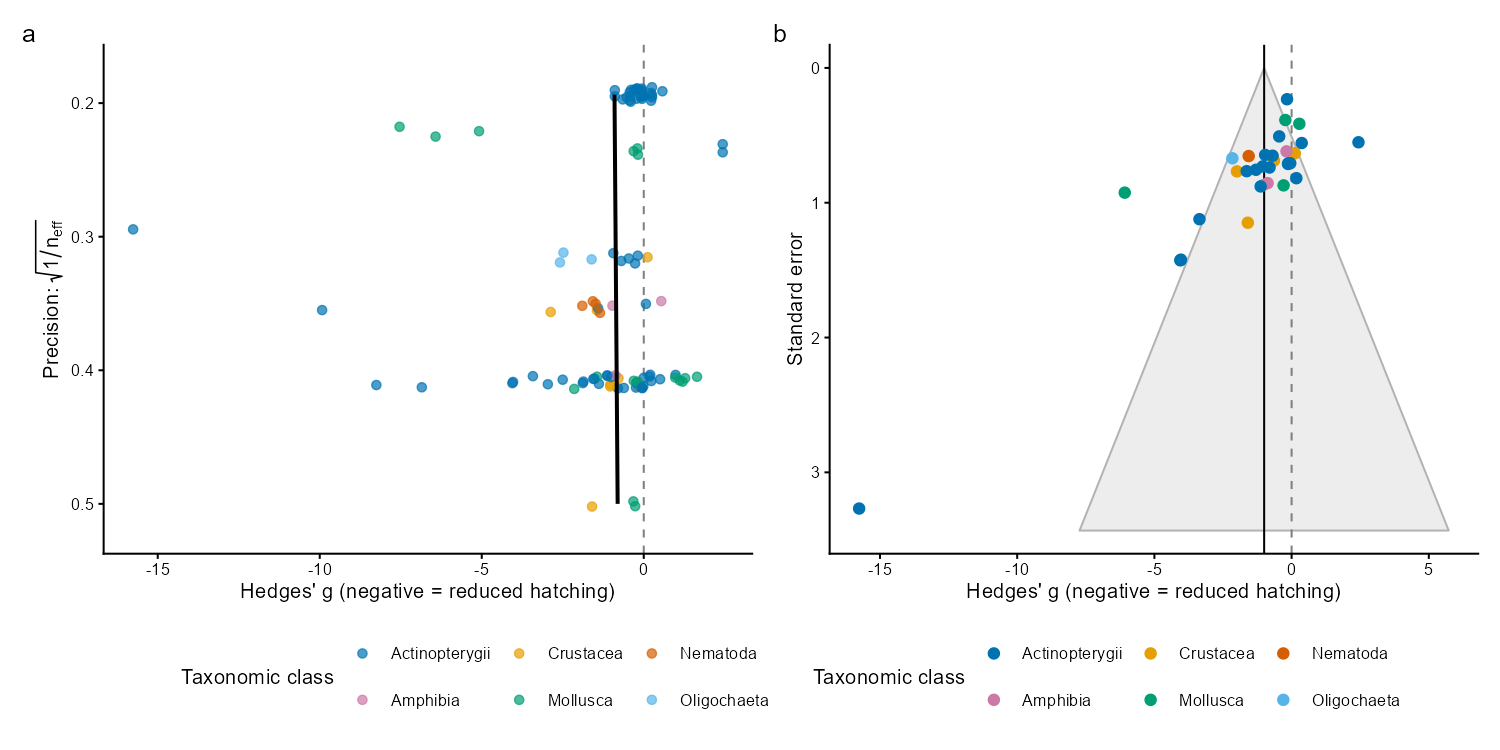 a
0.2
0.3
0.4
0.5
Precision: √1/n_eff
-15
-10
-5
0
Hedges' g (negative = reduced hatching)
Taxonomic class
Actinopterygii
Crustacea
Nematoda
Amphibia
Mollusca
Oligochaeta
b
0
1
2
3
Standard error
-15
-10
-5
0
5
Hedges' g (negative = reduced hatching)
Taxonomic class
Actinopterygii
Crustacea
Nematoda
Amphibia
Mollusca
Oligochaeta